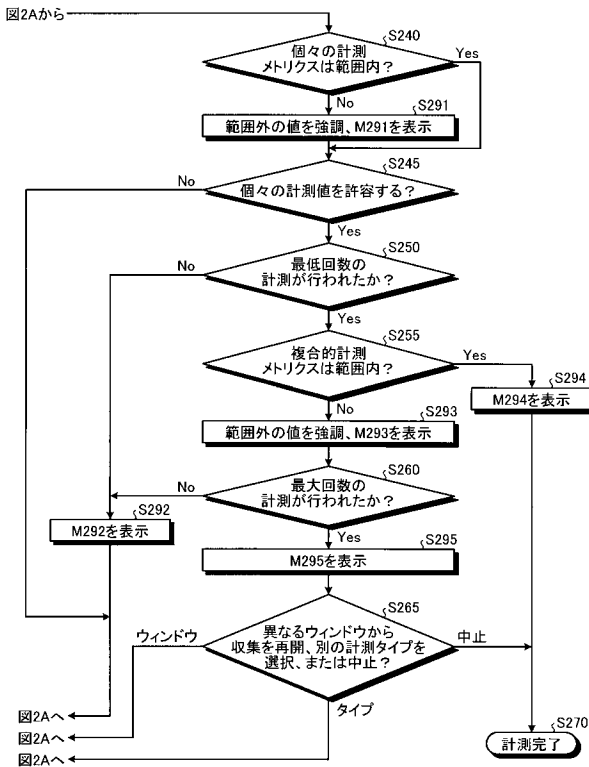 図2Aから
S240
個々の計測
メトリクスは範囲内？
Yes
No
S291
範囲外の値を強調、M291を表示
S245
No
個々の計測値を許容する？
Yes
S250
No
最低回数の
計測が行われたか？
Yes
S255
複合的計測
メトリクスは範囲内？
Yes
S294
M294を表示
No
S293
範囲外の値を強調、M293を表示
S260
No
最大回数の
計測が行われたか？
S292
M292を表示
Yes
S295
M295を表示
S265
ウィンドウ
異なるウィンドウから
収集を再開、別の計測タイプを
選択、または中止？
中止
タイプ
図2Aへ
図2Aへ
図2Aへ
S270
計測完了